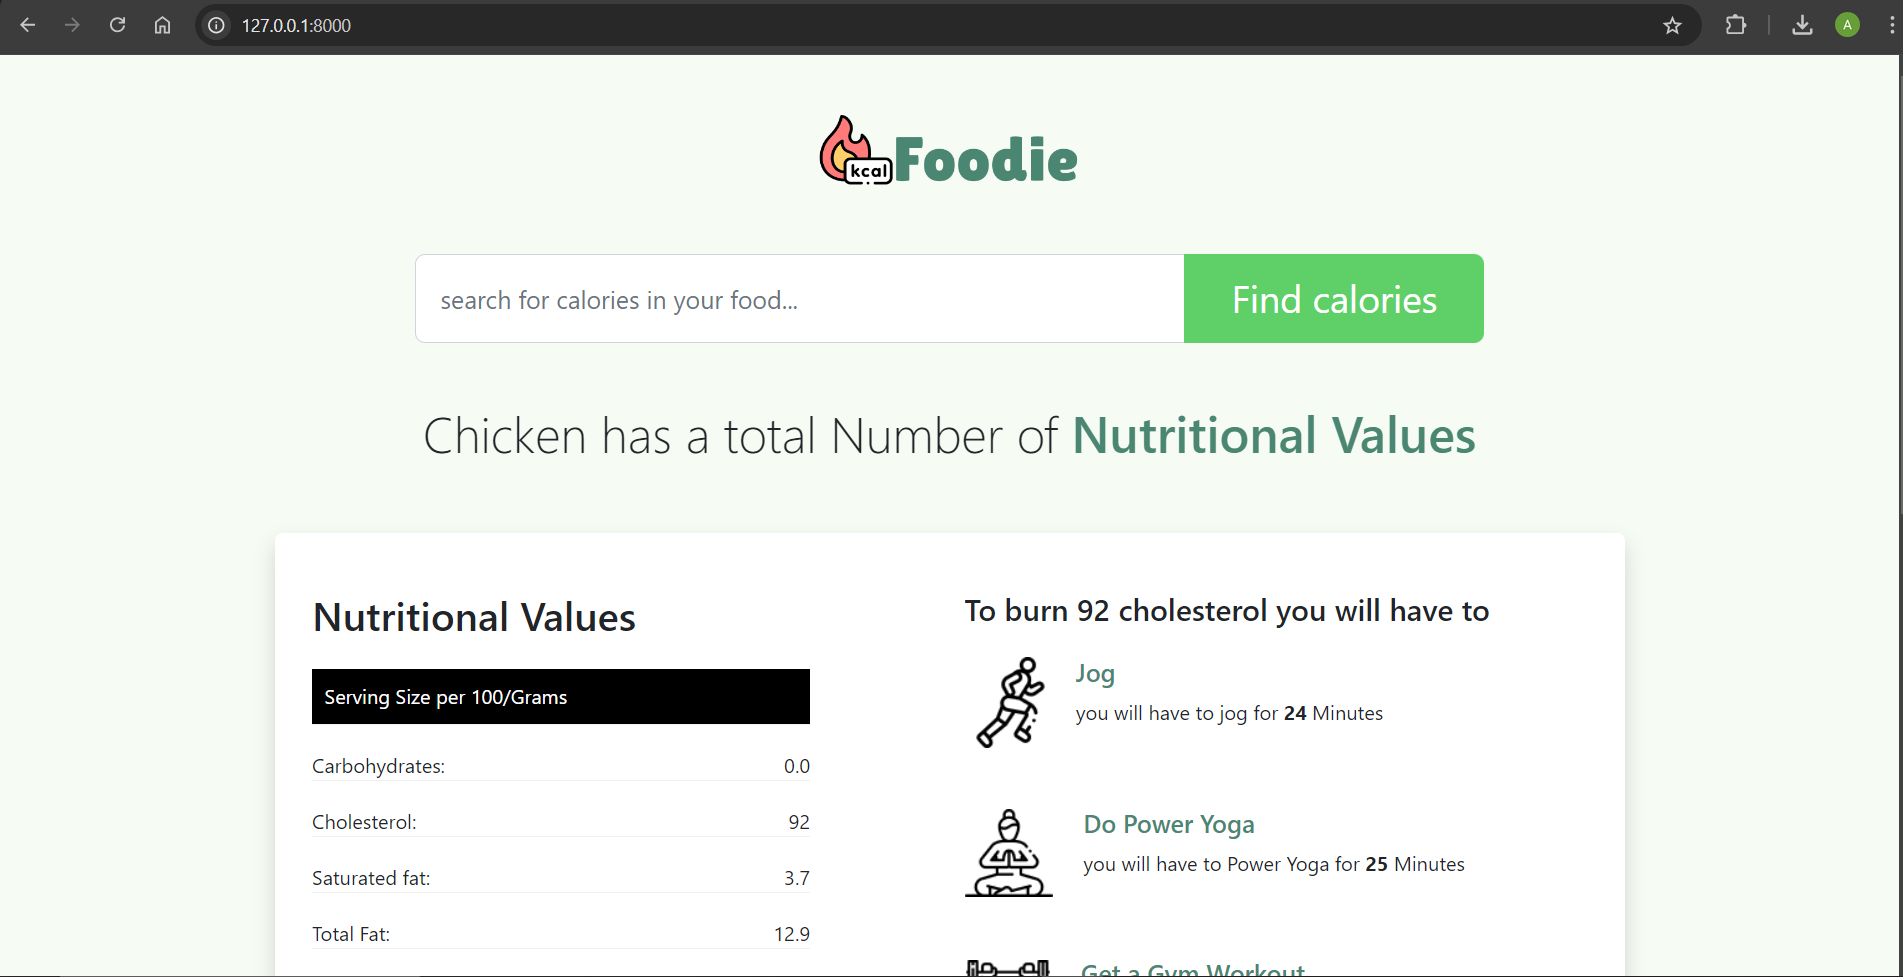 127.0.0.1:8000
A
kcal
Foodie
search for calories in your food...
Find calories
Chicken has a total Number of Nutritional Values
Nutritional Values
Serving Size per 100/Grams
Carbohydrates: 0.0
Cholesterol: 92
Saturated fat: 3.7
Total Fat: 12.9
To burn 92 cholesterol you will have to
Jog
you will have to jog for 24 Minutes
Do Power Yoga
you will have to Power Yoga for 25 Minutes
Get a Gym Workout